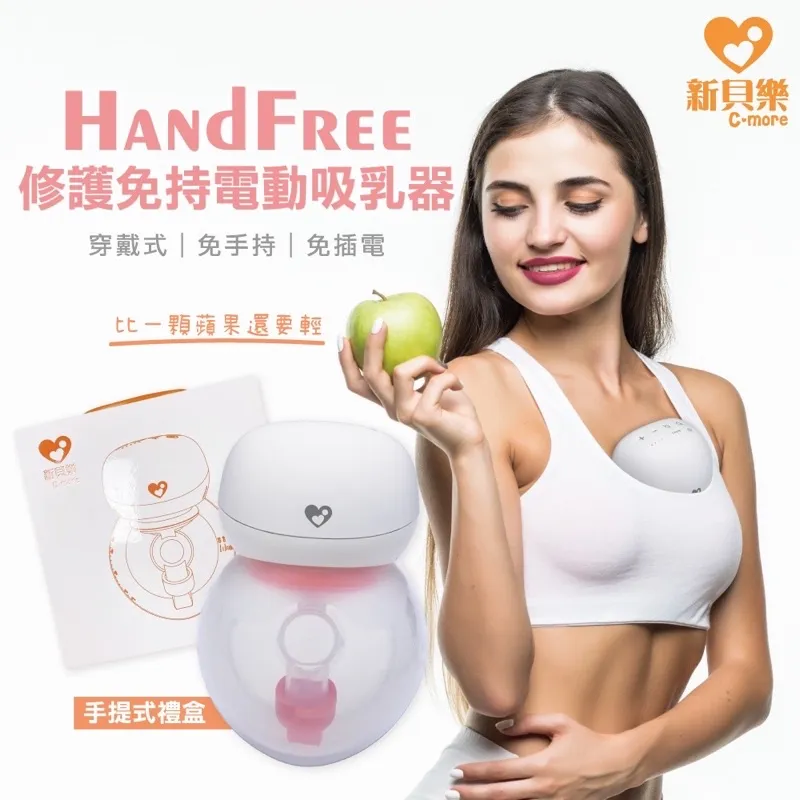 新貝樂
C-more
HANdFREE
修護免持電動吸乳器
穿戴式｜免手持｜免插電
比一顆蘋果還要輕
新貝樂
C-more
手提式禮盒